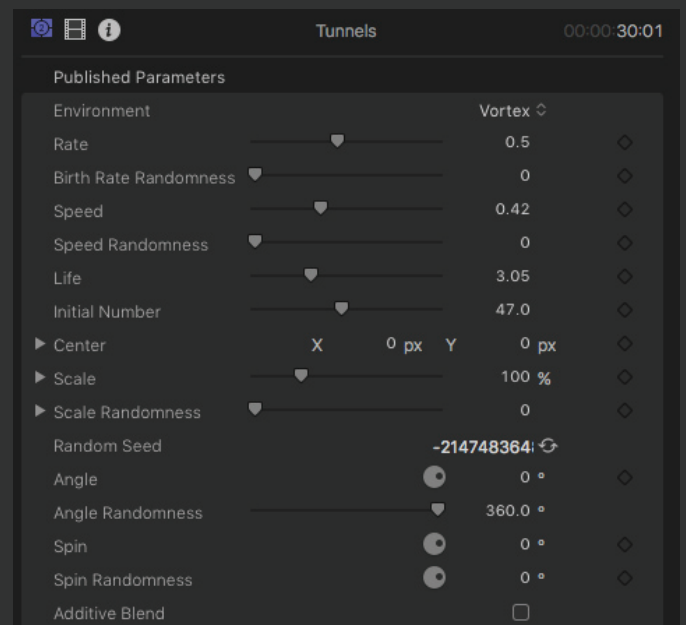 Tunnels 00:00:30:01
Published Parameters
Environment Vortex
Rate 0.5
Birth Rate Randomness 0
Speed 0.42
Speed Randomness 0
Life 3.05
Initial Number 47.0
Center X 0 px Y 0 px
Scale 100 %
Scale Randomness 0
Random Seed -214748364
Angle 0 °
Angle Randomness 360.0 °
Spin 0 °
Spin Randomness 0 °
Additive Blend